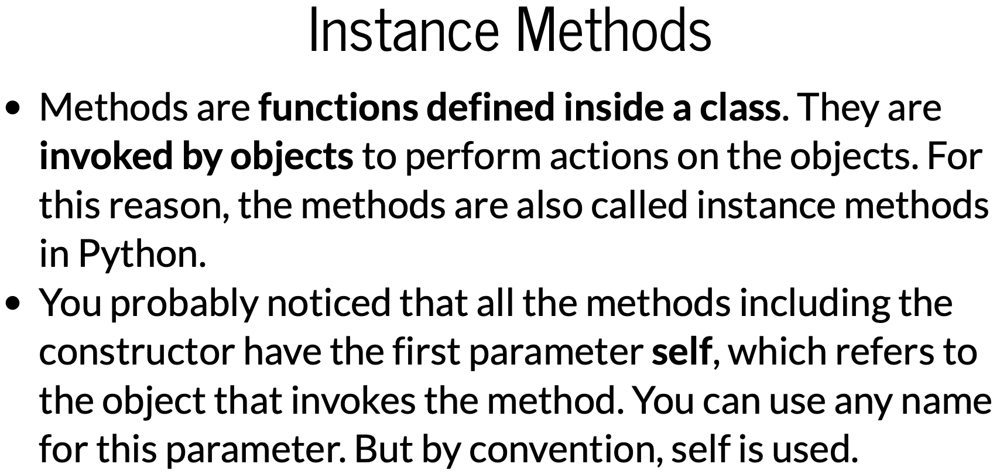 Instance Methods
• Methods are functions defined inside a class. They are
invoked by objects to perform actions on the objects. For
this reason, the methods are also called instance methods
in Python.
• You probably noticed that all the methods including the
constructor have the first parameter self, which refers to
the object that invokes the method. You can use any name
for this parameter. But by convention, self is used.